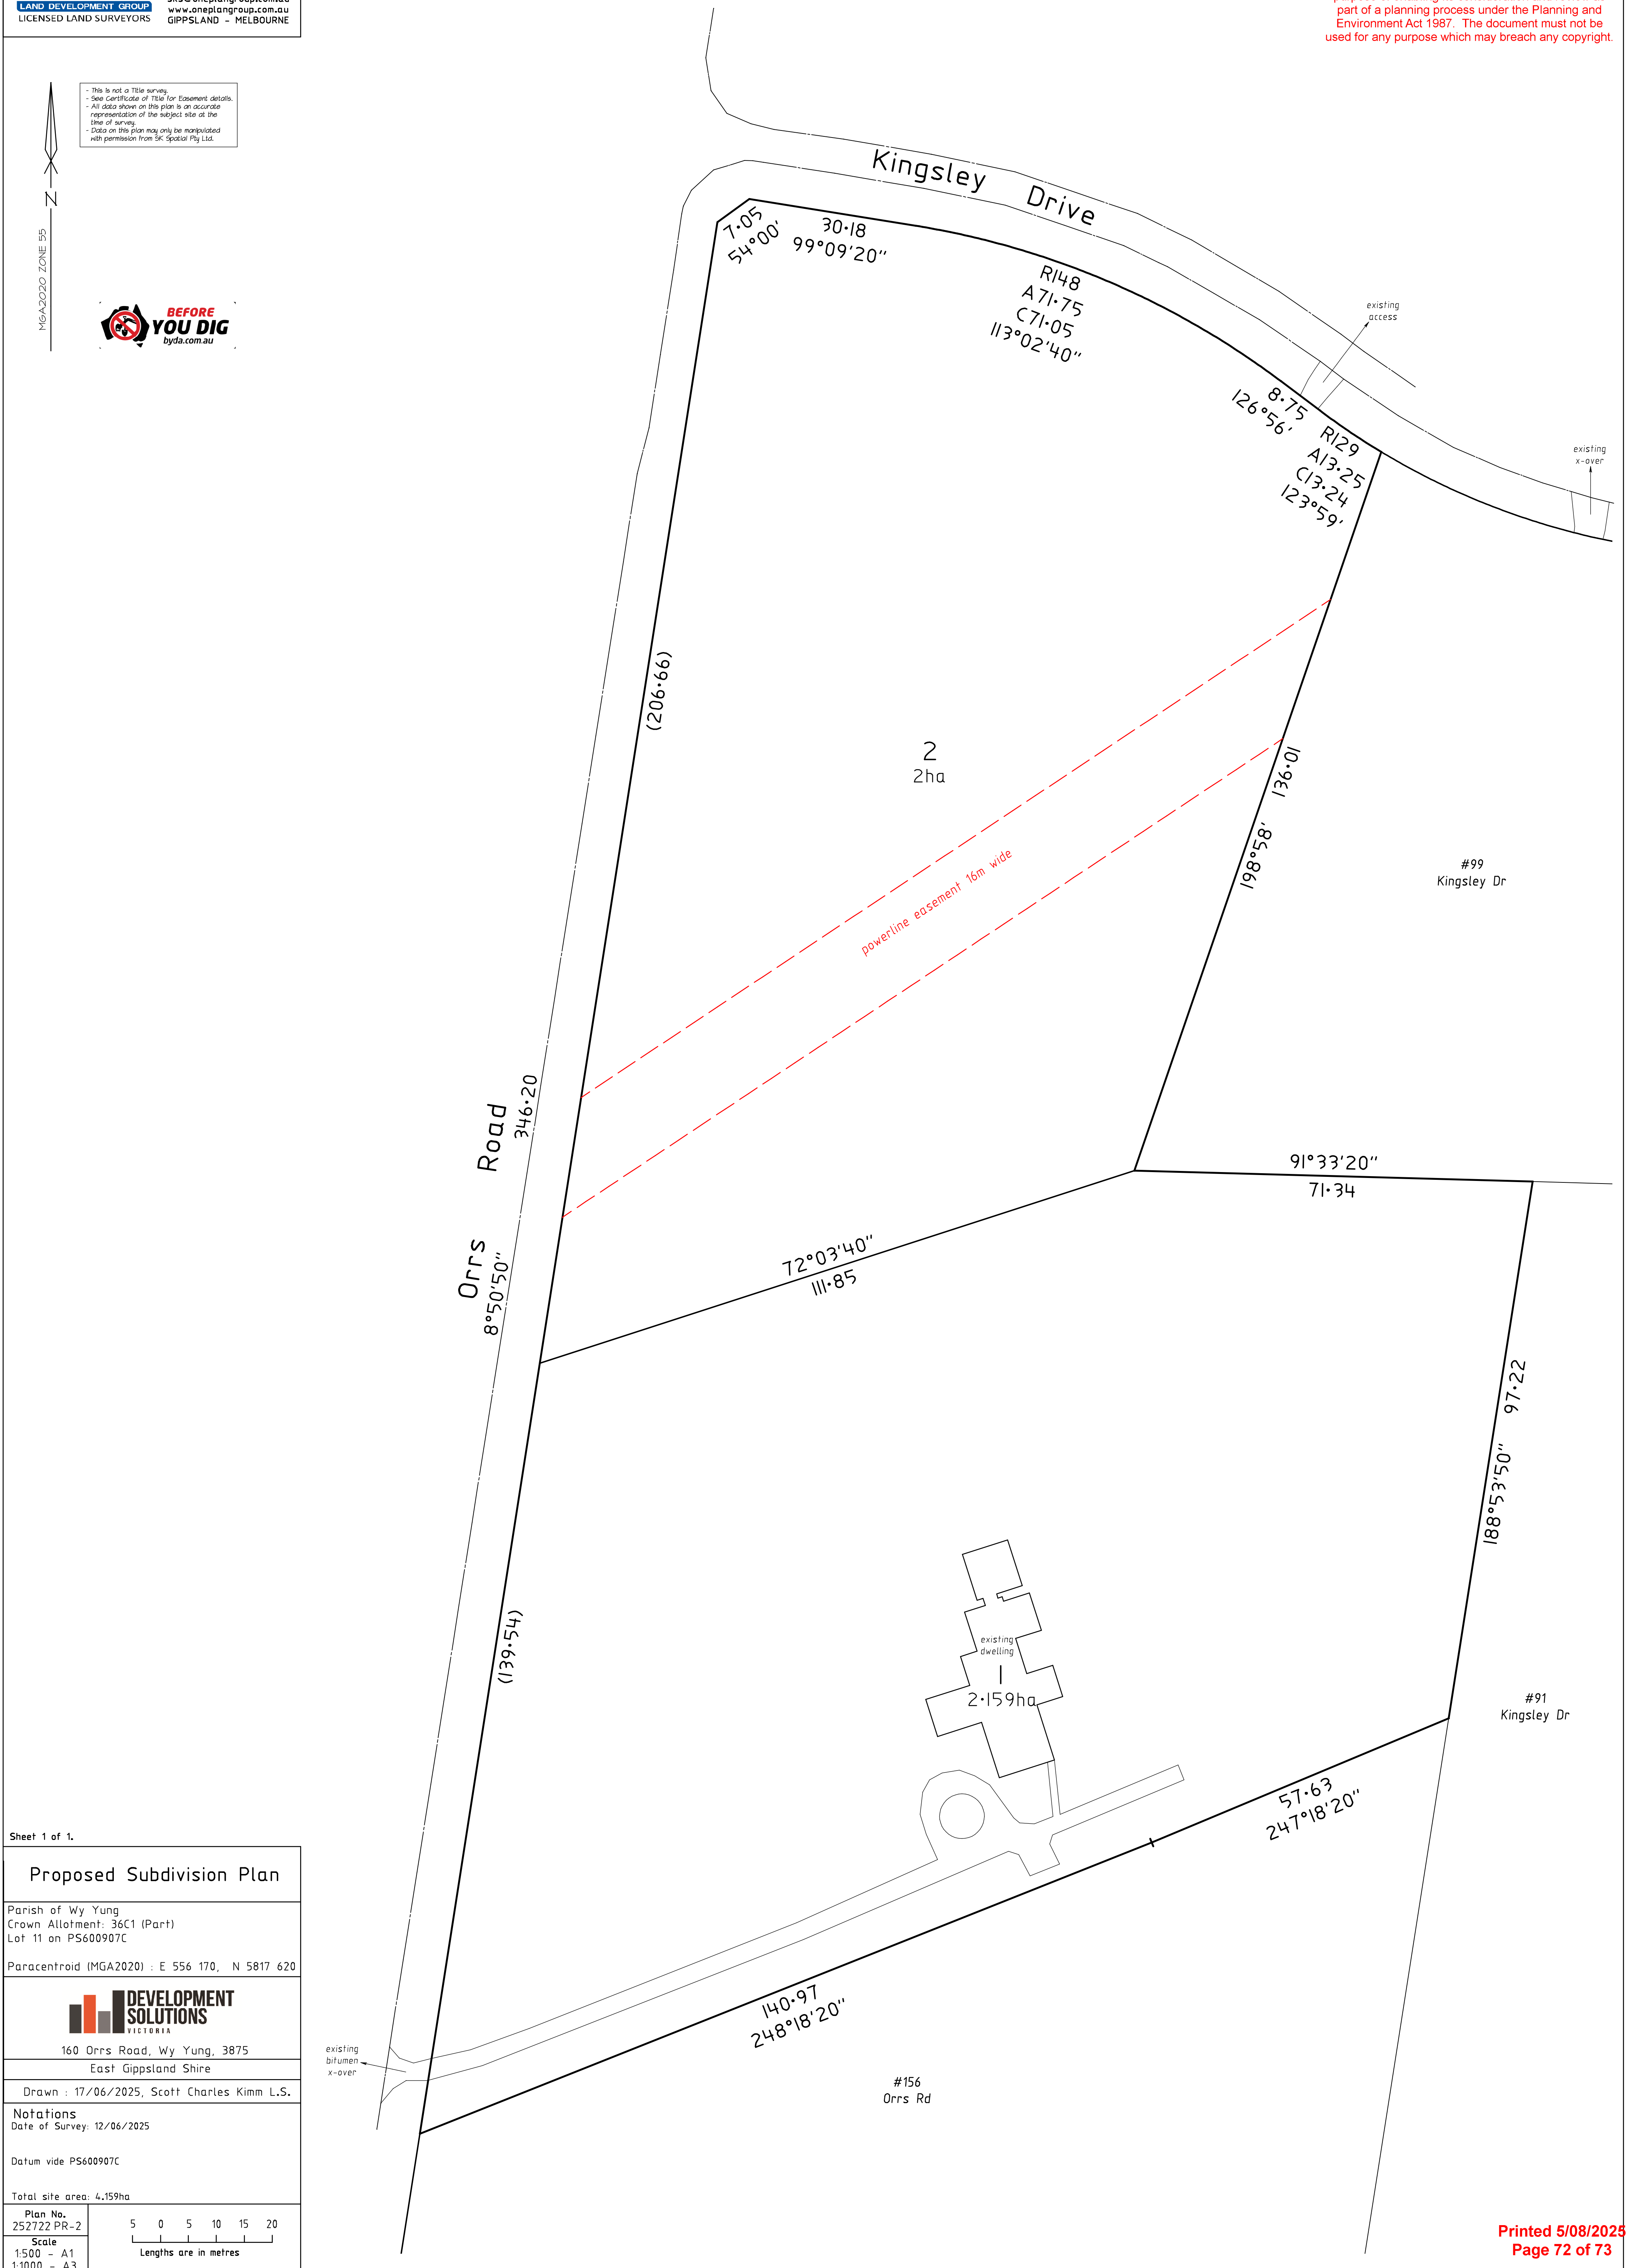 LAND DEVELOPMENT GROUP
LICENSED LAND SURVEYORS
www.oneplangroup.com.au
GIPPSLAND - MELBOURNE
part of a planning process under the Planning and
Environment Act 1987. The document must not be
used for any purpose which may breach any copyright.
- This is not a Title survey.
- See Certificate of Title for Easement details.
- All data shown on this plan is an accurate
representation of the subject site at the
time of survey.
- Data on this plan may only be manipulated
with permission from SK Spatial Pty Ltd.
N
MGA2020 ZONE 55
BEFORE
YOU DIG
byda.com.au
Kingsley Drive
7·05
54°00'
30·18
99°09'20"
R148
A71·75
C71·05
113°02'40"
existing
access
8·75
126°56'
R129
A13·25
C13·24
123°59'
existing
x-over
(206·66)
2
2ha
198°58' 136·01
#99
Kingsley Dr
powerline easement 16m wide
Orrs Road
8°50'50" 346·20
91°33'20"
71·34
72°03'40"
111·85
188°53'50" 97·22
(139·54)
existing
dwelling
1
2·159ha
#91
Kingsley Dr
57·63
247°18'20"
140·97
248°18'20"
existing
bitumen
x-over
#156
Orrs Rd
Sheet 1 of 1.
Proposed Subdivision Plan
Parish of Wy Yung
Crown Allotment: 36C1 (Part)
Lot 11 on PS600907C
Paracentroid (MGA2020) : E 556 170, N 5817 620
DEVELOPMENT
SOLUTIONS
VICTORIA
160 Orrs Road, Wy Yung, 3875
East Gippsland Shire
Drawn : 17/06/2025, Scott Charles Kimm L.S.
Notations
Date of Survey: 12/06/2025
Datum vide PS600907C
Total site area: 4.159ha
Plan No.
252722 PR-2
Scale
1:500 - A1
1:1000 - A3
5 0 5 10 15 20
Lengths are in metres
Printed 5/08/2025
Page 72 of 73